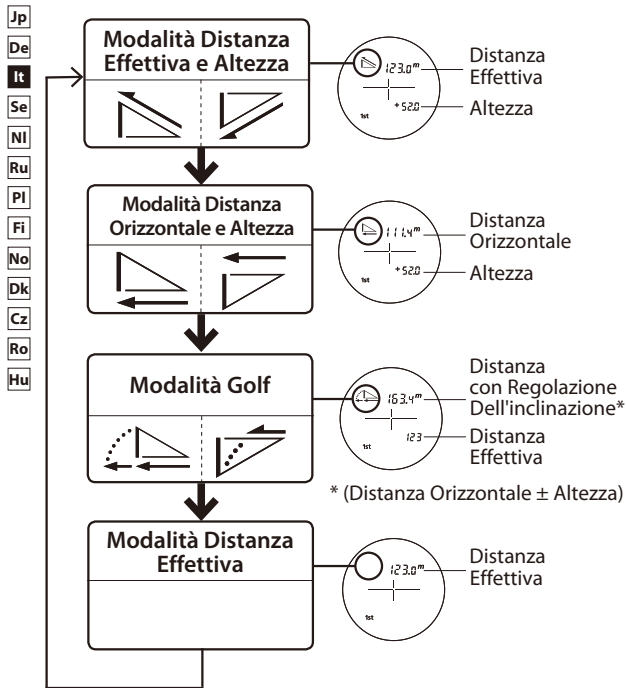 Jp
De
It
Se
Nl
Ru
Pl
Fi
No
Dk
Cz
Ro
Hu
Modalità Distanza
Effettiva e Altezza
123.0m
+52.0
1st
Distanza
Effettiva
Altezza
Modalità Distanza
Orizzontale e Altezza
111.4m
+52.0
1st
Distanza
Orizzontale
Altezza
Modalità Golf
163.4m
123
1st
Distanza
con Regolazione
Dell'inclinazione*
Distanza
Effettiva
* (Distanza Orizzontale ± Altezza)
Modalità Distanza
Effettiva
123.0m
1st
Distanza
Effettiva